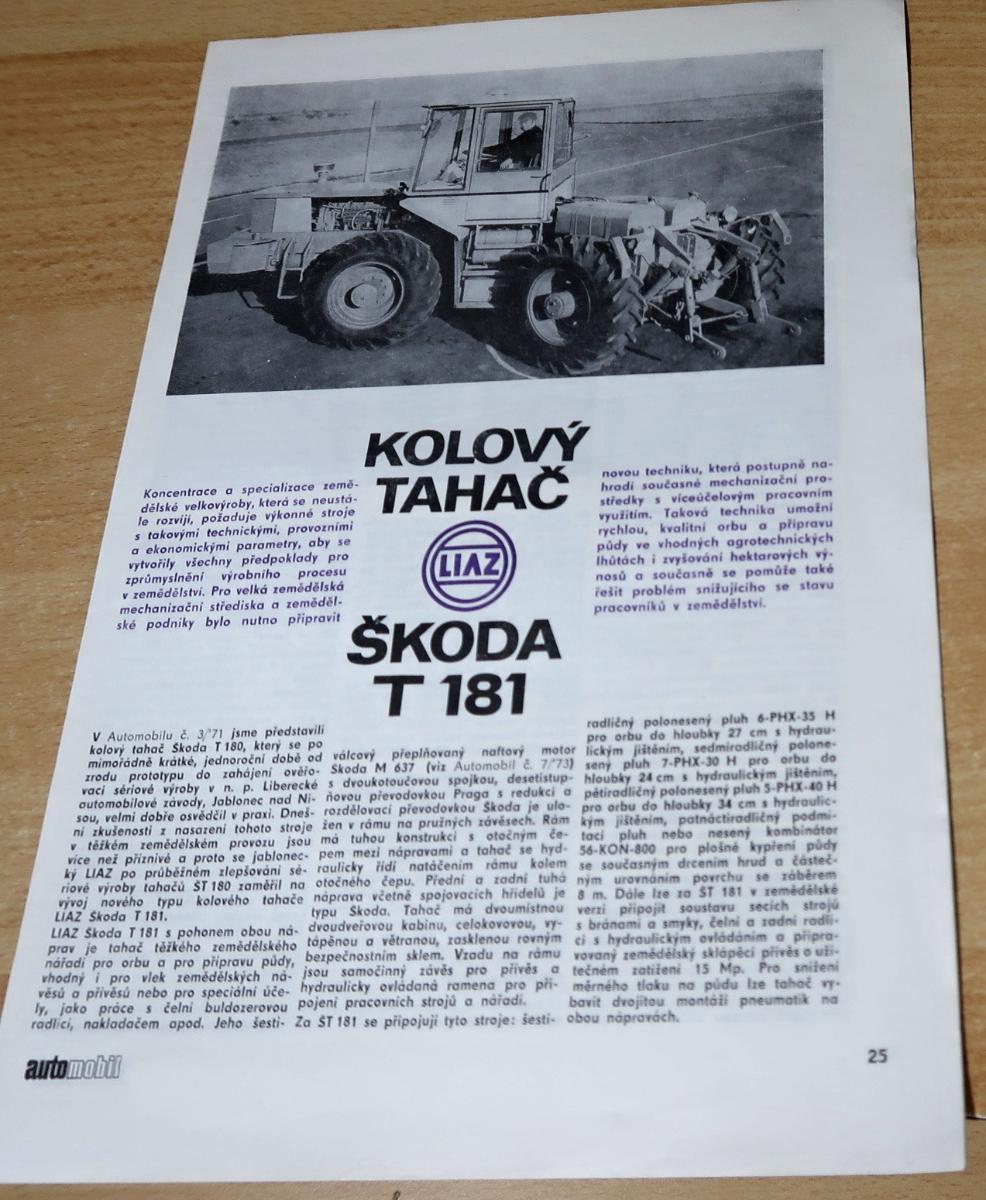 KOLOVÝ
TAHAČ
LIAZ
ŠKODA
T 181
Koncentrace a specializace země-
dělské velkovýroby, která se neustá-
le rozvíjí, požaduje výkonné stroje
s takovými technickými, provozními
a ekonomickými parametry, aby se
vytvořily všechny předpoklady pro
zprůmyslnění výrobního procesu
v zemědělství. Pro velká zemědělská
mechanizační střediska a zeměděl-
ské podniky bylo nutno připravit
novou techniku, která postupně na-
hradí současné mechanizační pro-
středky s víceúčelovým pracovním
využitím. Taková technika umožní
rychlou, kvalitní orbu a přípravu
půdy ve vhodných agrotechnických
lhůtách i zvyšování hektarových vý-
nosů a současně se pomůže také
řešit problém snižujícího se stavu
pracovníků v zemědělství.
V Automobilu č. 3/71 jsme představili
kolový tahač Škoda T 180, který se po
mimořádně krátké, jednoroční době od
zrodu prototypu do zahájení ověřo-
vací sériové výroby v n. p. Liberecké
automobilové závody, Jablonec nad Ni-
sou, velmi dobře osvědčil v praxi. Dneš-
ní zkušenosti z nasazení tohoto stroje
v těžkém zemědělském provozu jsou
více než příznivé a proto se jablonec-
ký LIAZ po průběžném zlepšování sé-
riové výroby tahačů ŠT 180 zaměřil na
vývoj nového typu kolového tahače
LIAZ Škoda T 181.
LIAZ Škoda T 181 s pohonem obou ná-
prav je tahač těžkého zemědělského
nářadí pro orbu a pro přípravu půdy,
vhodný i pro vlek zemědělských ná-
věsů a přívěsů nebo pro speciální úče-
ly, jako práce s čelní buldozerovou
radlicí, nakladačem apod. Jeho šesti-
válcový přeplňovaný naftový motor
Škoda M 637 (viz Automobil č. 7/73)
s dvoukotoučovou spojkou, desetistup-
ňovou převodovkou Praga s redukcí a
rozdělovací převodovkou Škoda je ulo-
žen v rámu na pružných závěsech. Rám
má tuhou konstrukci s otočným če-
pem mezi nápravami a tahač se hyd-
raulicky řídí natáčením rámu kolem
otočného čepu. Přední a zadní tuhá
náprava včetně spojovacích hřídelů je
typu Škoda. Tahač má dvoumístnou
dvoudveřovou kabinu, celokovovou, vy-
tápěnou a větranou, zasklenou rovným
bezpečnostním sklem. Vzadu na rámu
jsou samočinný závěs pro přívěs a
hydraulicky ovládaná ramena pro při-
pojení pracovních strojů a nářadí.
Za ŠT 181 se připojují tyto stroje: šesti-
radličný polonesený pluh 6-PHX-35 H
pro orbu do hloubky 27 cm s hydrau-
lickým jištěním, sedmiradličný polone-
sený pluh 7-PHX-30 H pro orbu do
hloubky 24 cm s hydraulickým jištěním,
pětiradličný polonesený pluh 5-PHX-40 H
pro orbu do hloubky 34 cm s hydraulic-
kým jištěním, patnáctiradličný podmí-
tací pluh nebo nesený kombinátor
56-KON-800 pro plošné kypření půdy
se současným drcením hrud a částeč-
ným urovnáním povrchu se záběrem
8 m. Dále lze za ŠT 181 v zemědělské
verzi připojit soustavu secích strojů
s bránami a smyky, čelní a zadní radli-
ci s hydraulickým ovládáním a připra-
vovaný zemědělský sklápěcí přívěs o uži-
tečném zatížení 15 Mp. Pro snížení
měrného tlaku na půdu lze tahač vy-
bavit dvojitou montáží pneumatik na
obou nápravách.
automobil
25